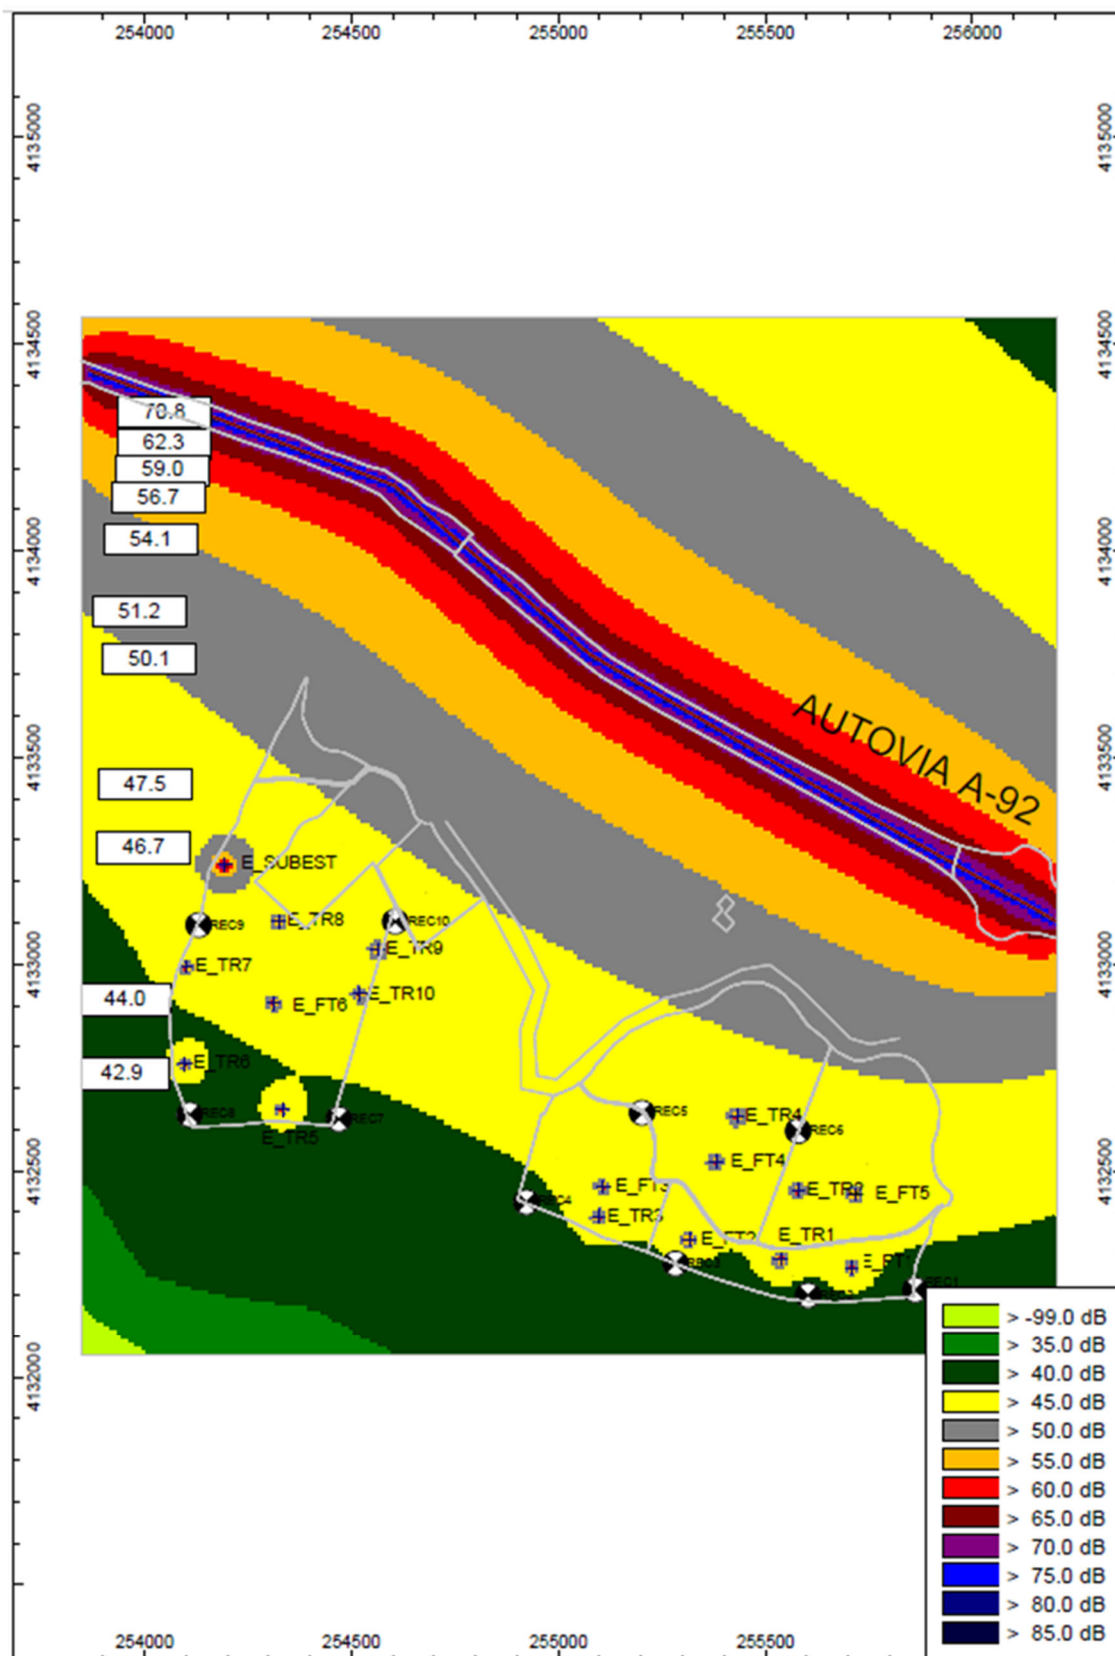 254000 254500 255000 255500 256000
4135000 4135000
4134500 4134500
70.8
62.3
59.0
56.7
54.1
4134000 4134000
51.2
50.1
AUTOVIA A-92
4133500 4133500
47.5
46.7
E_SUBEST
REC9
E_TR8
REC10
E_TR9
E_TR7
4133000 4133000
44.0
E_FT6
E_TR10
42.9
E_TR6
REC8
E_TR5
REC7
REC5
E_TR4
REC6
E_FT4
4132500 4132500
E_FT3
E_TR2
E_FT5
REC4
E_TR3
E_FT2
E_TR1
REC3
E_FT1
REC1
4132000
> -99.0 dB
> 35.0 dB
> 40.0 dB
> 45.0 dB
> 50.0 dB
> 55.0 dB
> 60.0 dB
> 65.0 dB
> 70.0 dB
> 75.0 dB
> 80.0 dB
> 85.0 dB
254000 254500 255000 255500